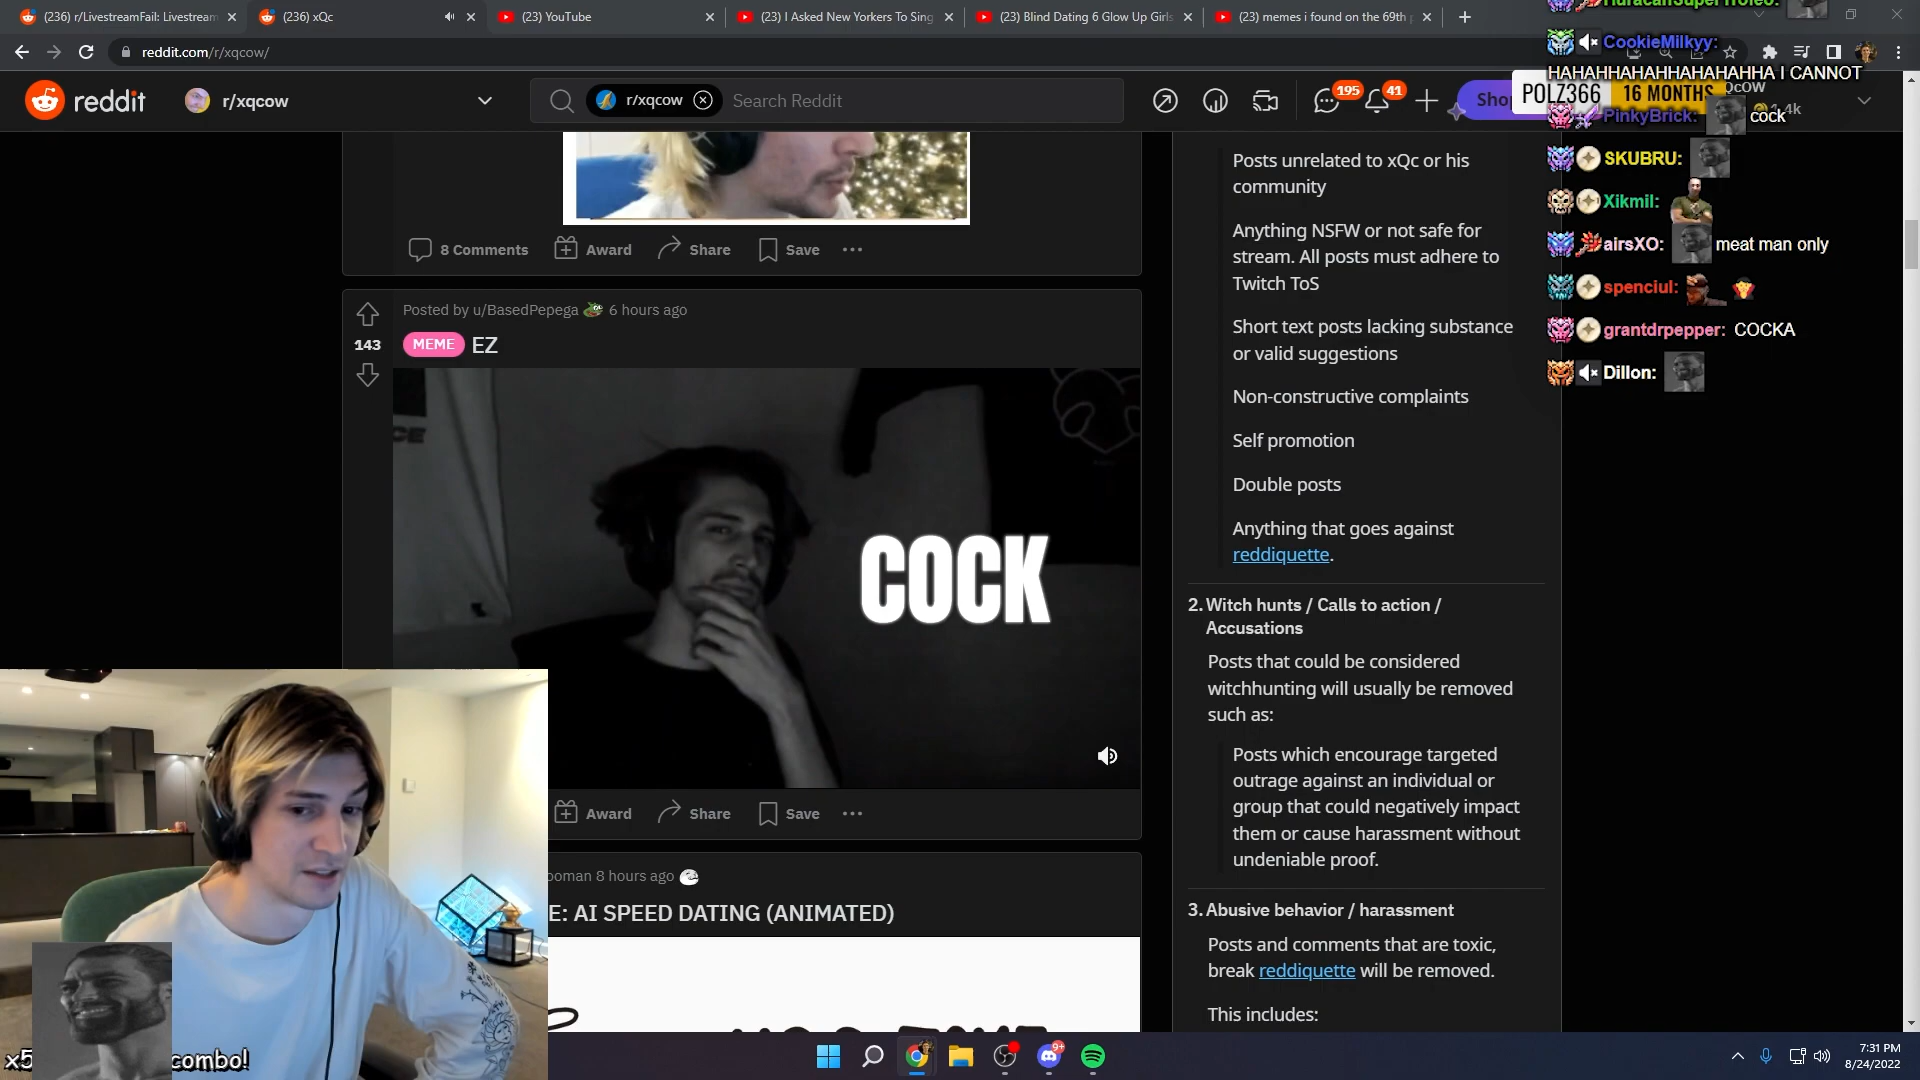 (236) r/LivestreamFail: Livestream
(236) xQc
(23) YouTube
(23) I Asked New Yorkers To Sing
(23) Blind Dating 6 Glow Up Girls
(23) memes i found on the 69th
reddit.com/r/xqcow/
reddit
r/xqcow
r/xqcow
Search Reddit
195
41
Posts unrelated to xQc or his
community
Anything NSFW or not safe for
stream. All posts must adhere to
Twitch ToS
Short text posts lacking substance
or valid suggestions
Non-constructive complaints
Self promotion
Double posts
Anything that goes against
reddiquette.
2. Witch hunts / Calls to action /
Accusations
Posts that could be considered
witchhunting will usually be removed
such as:
Posts which encourage targeted
outrage against an individual or
group that could negatively impact
them or cause harassment without
undeniable proof.
3. Abusive behavior / harassment
Posts and comments that are toxic,
break reddiquette will be removed.
This includes:
8 Comments
Award
Share
Save
Posted by u/BasedPepega 6 hours ago
143
MEME EZ
COCK
Award
Share
Save
8 hours ago
E: AI SPEED DATING (ANIMATED)
CookieMilkyy:
HAHAHHAHAHHAHAHAHHA I CANNOT
POLZ366 16 MONTHS
PinkyBrick: cock
SKUBRU:
Xikmil:
airsXO: meat man only
spenciul:
grantdrpepper: COCKA
Dillon:
x5
combo!
9+
7:31 PM
8/24/2022